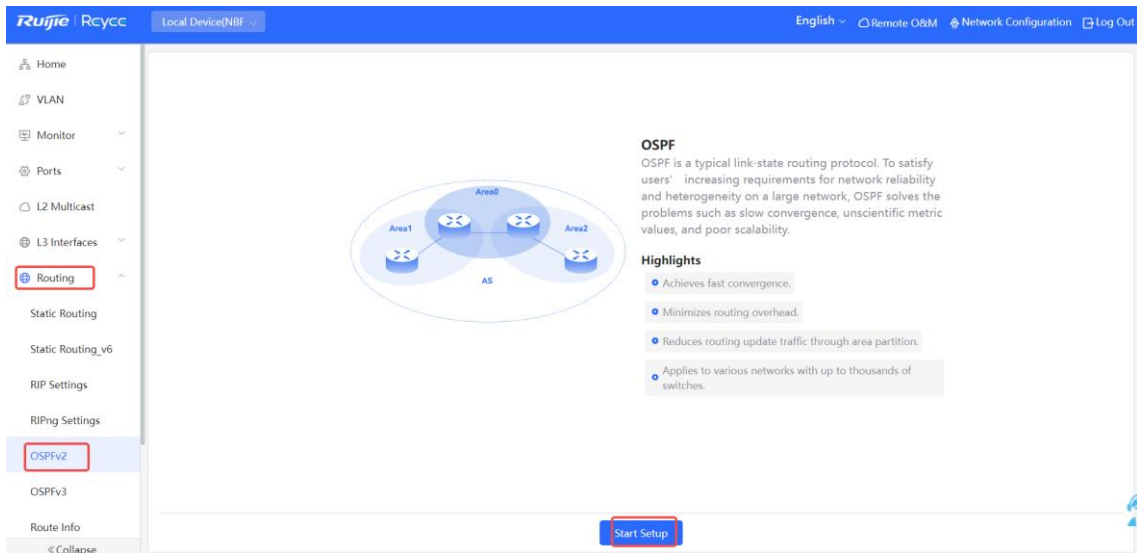 Ruijie | Rcycc
Local Device(NBF
English
Remote O&M
Network Configuration
Log Out
Home
VLAN
Monitor
Ports
L2 Multicast
L3 Interfaces
Routing
Static Routing
Static Routing_v6
RIP Settings
RIPng Settings
OSPFv2
OSPFv3
Route Info
Collapse
Area0
Area1
Area2
AS
OSPF
OSPF is a typical link-state routing protocol. To satisfy
users' increasing requirements for network reliability
and heterogeneity on a large network, OSPF solves the
problems such as slow convergence, unscientific metric
values, and poor scalability.
Highlights
Achieves fast convergence.
Minimizes routing overhead.
Reduces routing update traffic through area partition.
Applies to various networks with up to thousands of
switches.
Start Setup